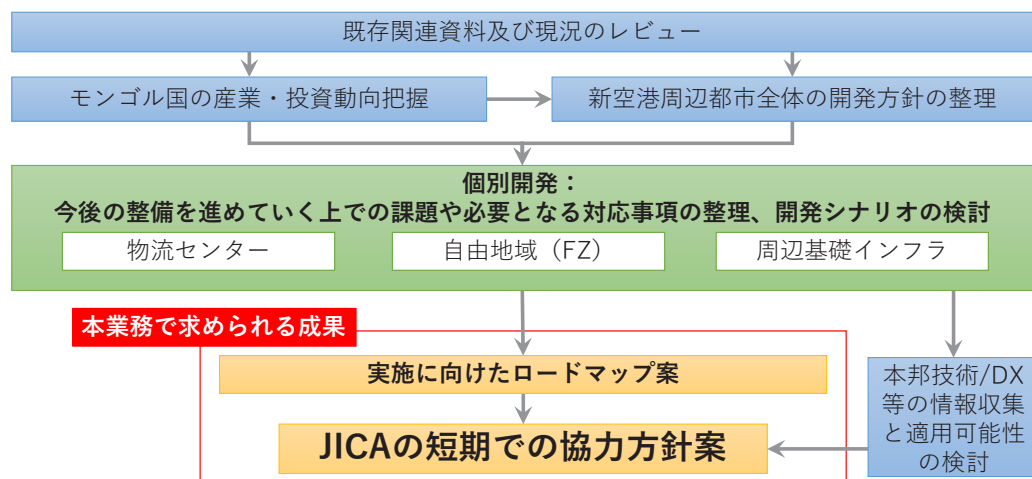 既存関連資料及び現況のレビュー
モンゴル国の産業・投資動向把握
新空港周辺都市全体の開発方針の整理
個別開発：
今後の整備を進めていく上での課題や必要となる対応事項の整理、開発シナリオの検討
物流センター
自由地域（FZ）
周辺基礎インフラ
本業務で求められる成果
実施に向けたロードマップ案
JICAの短期での協力方針案
本邦技術/DX
等の情報収集
と適用可能性
の検討